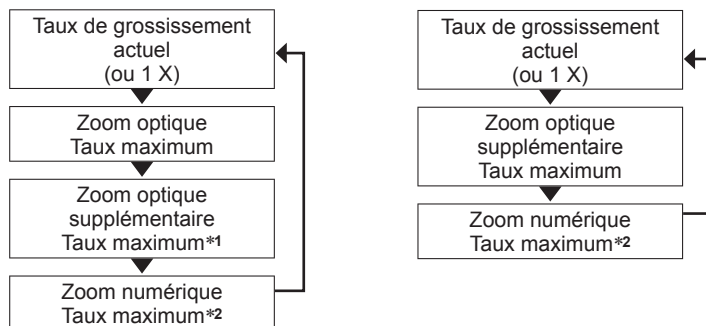 Taux de grossissement
actuel
(ou 1 X)
Zoom optique
Taux maximum
Zoom optique
supplémentaire
Taux maximum*1
Zoom numérique
Taux maximum*2
Taux de grossissement
actuel
(ou 1 X)
Zoom optique
supplémentaire
Taux maximum
Zoom numérique
Taux maximum*2